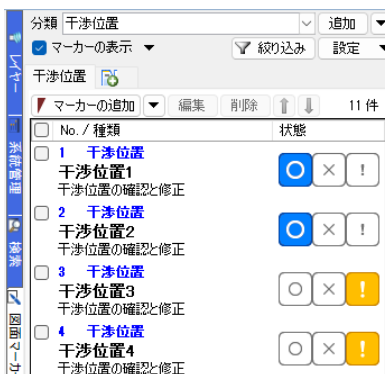 分類 干渉位置 追加
マーカーの表示 絞り込み 設定
干渉位置
マーカーの追加 編集 削除 11 件
No. / 種類 状態
1 干渉位置
干渉位置1
干渉位置の確認と修正
2 干渉位置
干渉位置2
干渉位置の確認と修正
3 干渉位置
干渉位置3
干渉位置の確認と修正
4 干渉位置
干渉位置4
干渉位置の確認と修正
レイヤー
系統管理
検索
図面マーカ